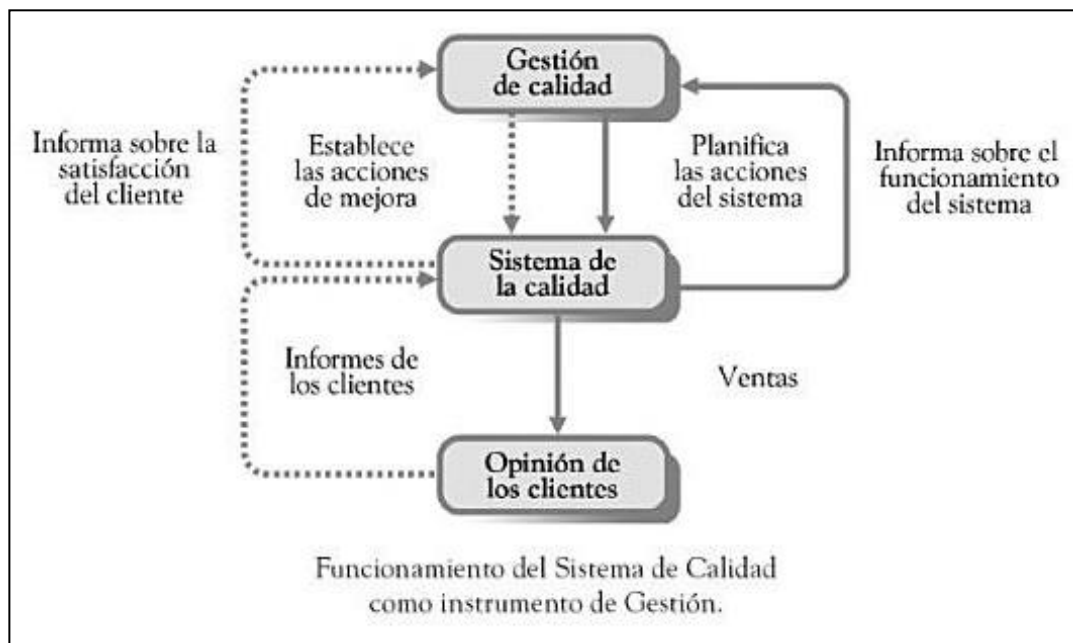 Gestión
de calidad
Informa sobre la
satisfacción
del cliente
Establece
las acciones
de mejora
Planifica
las acciones
del sistema
Informa sobre el
funcionamiento
del sistema
Sistema de
la calidad
Informes de
los clientes
Ventas
Opinión de
los clientes
Funcionamiento del Sistema de Calidad
como instrumento de Gestión.